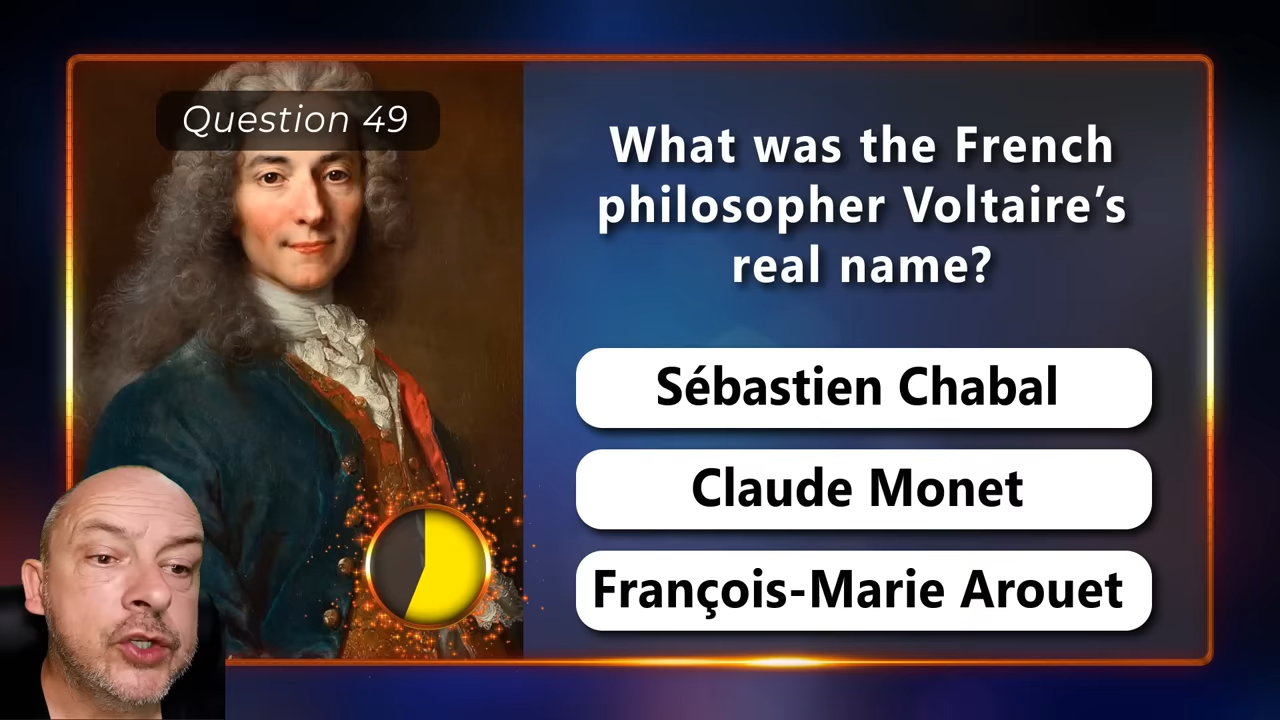 Question 49
What was the French
philosopher Voltaire’s
real name?
Sébastien Chabal
Claude Monet
François-Marie Arouet